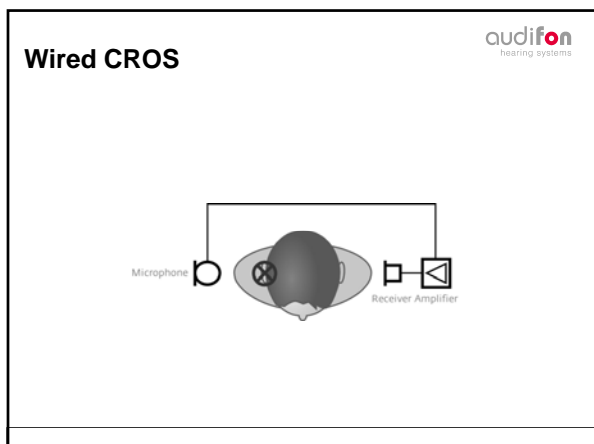 Wired CROS
audifon
hearing systems
Microphone
Receiver Amplifier